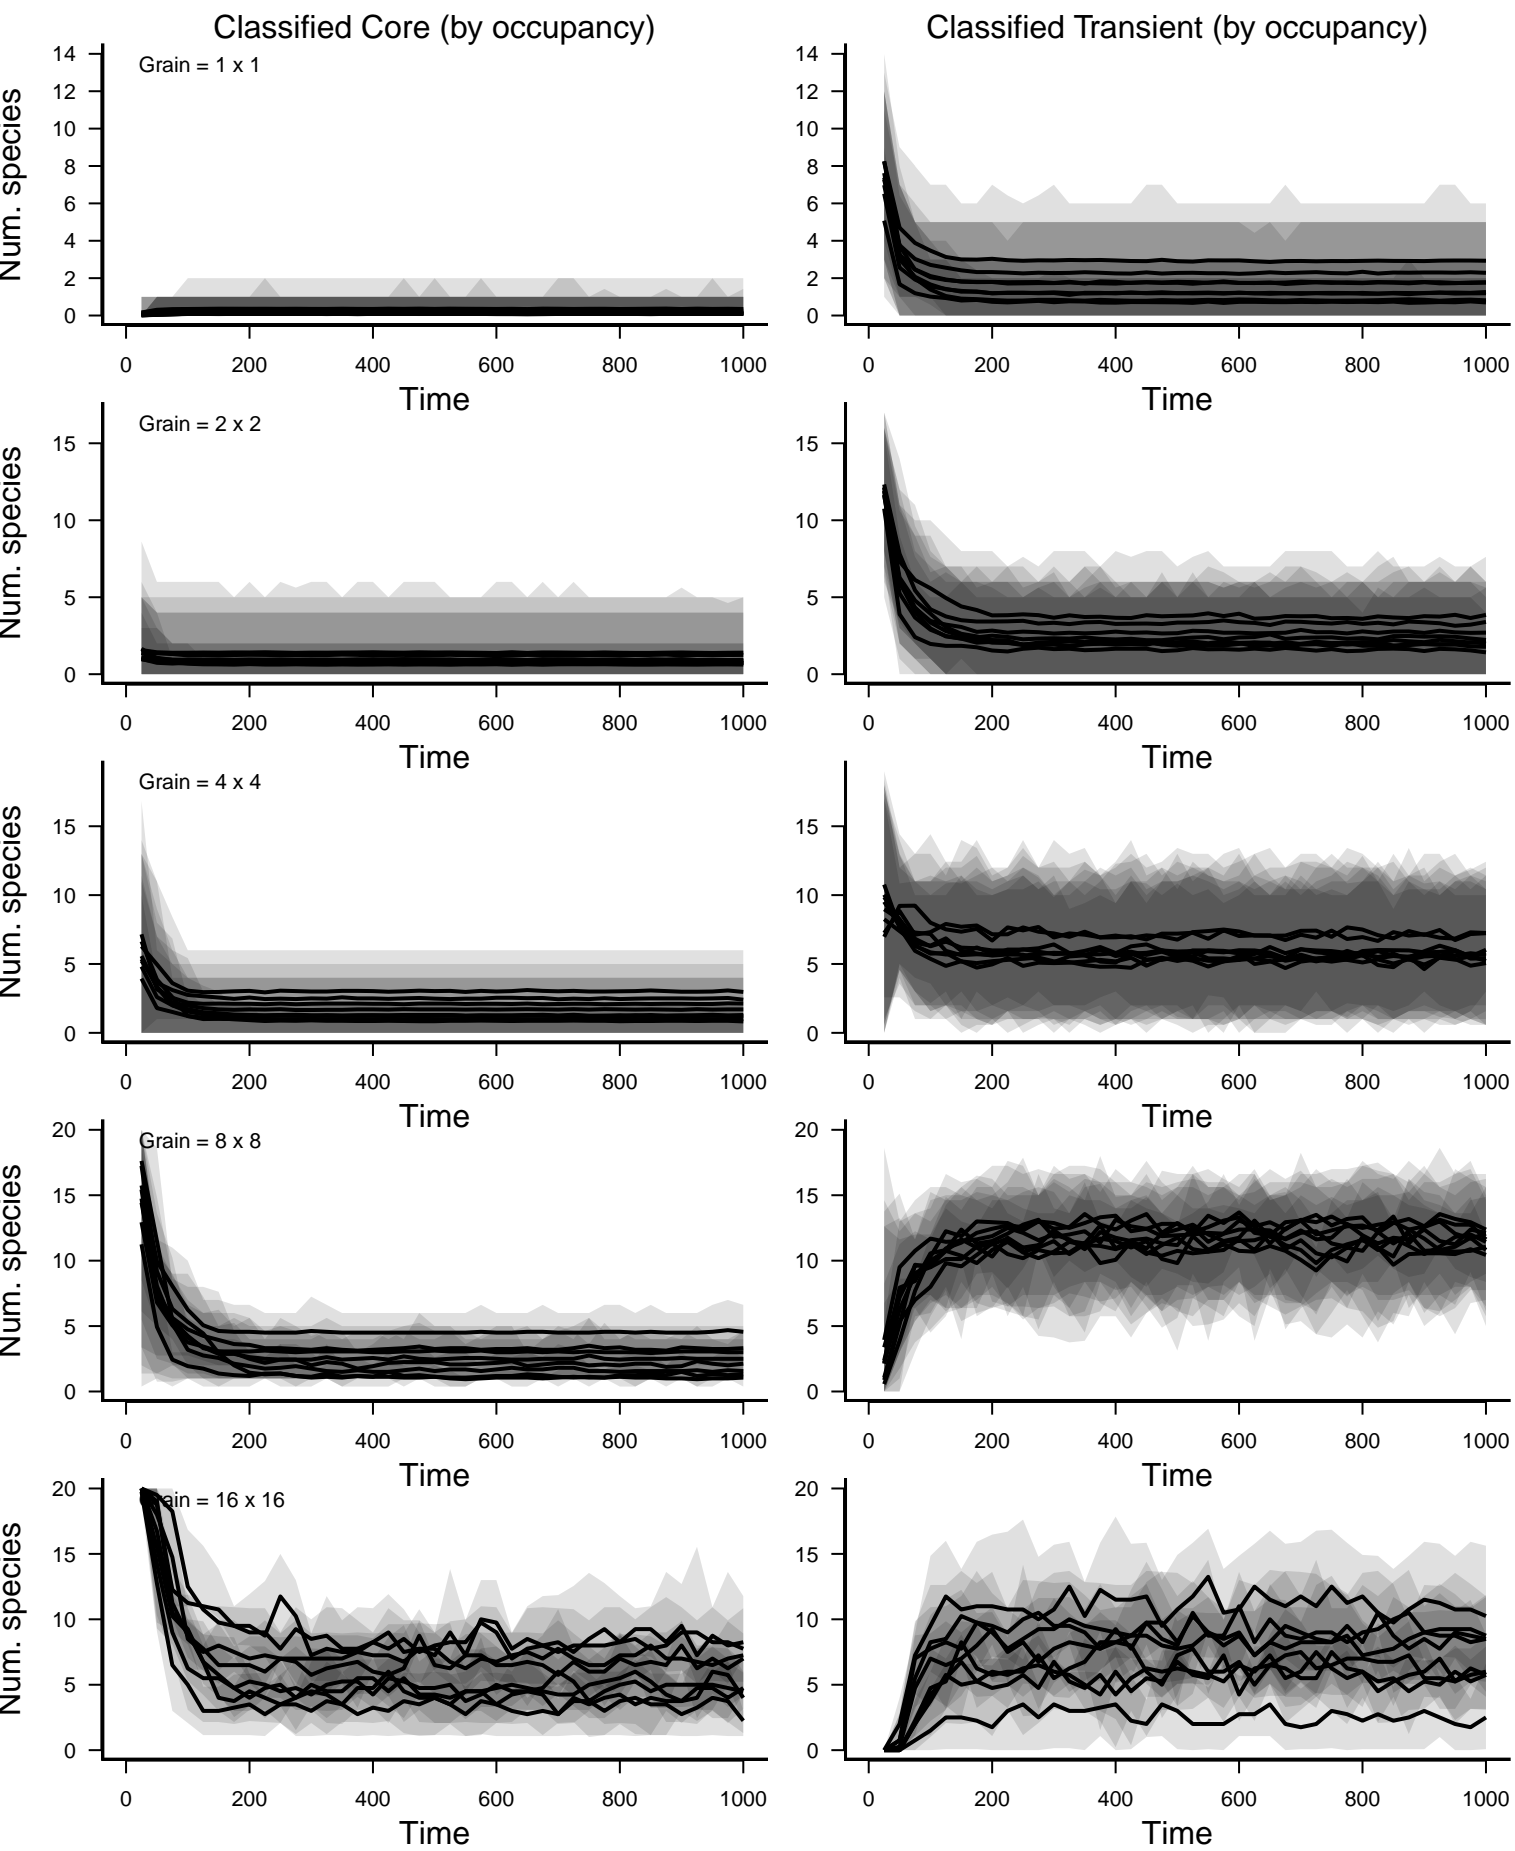 Classified Core (by occupancy)
Classified Transient (by occupancy)
Num. species
14
12
10
8
6
4
2
0
Grain = 1 x 1
0 200 400 600 800 1000
Time
14
12
10
8
6
4
2
0
0 200 400 600 800 1000
Time
Num. species
15
10
5
0
Grain = 2 x 2
0 200 400 600 800 1000
Time
15
10
5
0
0 200 400 600 800 1000
Time
Num. species
15
10
5
0
Grain = 4 x 4
0 200 400 600 800 1000
Time
15
10
5
0
0 200 400 600 800 1000
Time
Num. species
20
15
10
5
0
Grain = 8 x 8
0 200 400 600 800 1000
Time
20
15
10
5
0
0 200 400 600 800 1000
Time
Num. species
20
15
10
5
0
Grain = 16 x 16
0 200 400 600 800 1000
Time
20
15
10
5
0
0 200 400 600 800 1000
Time